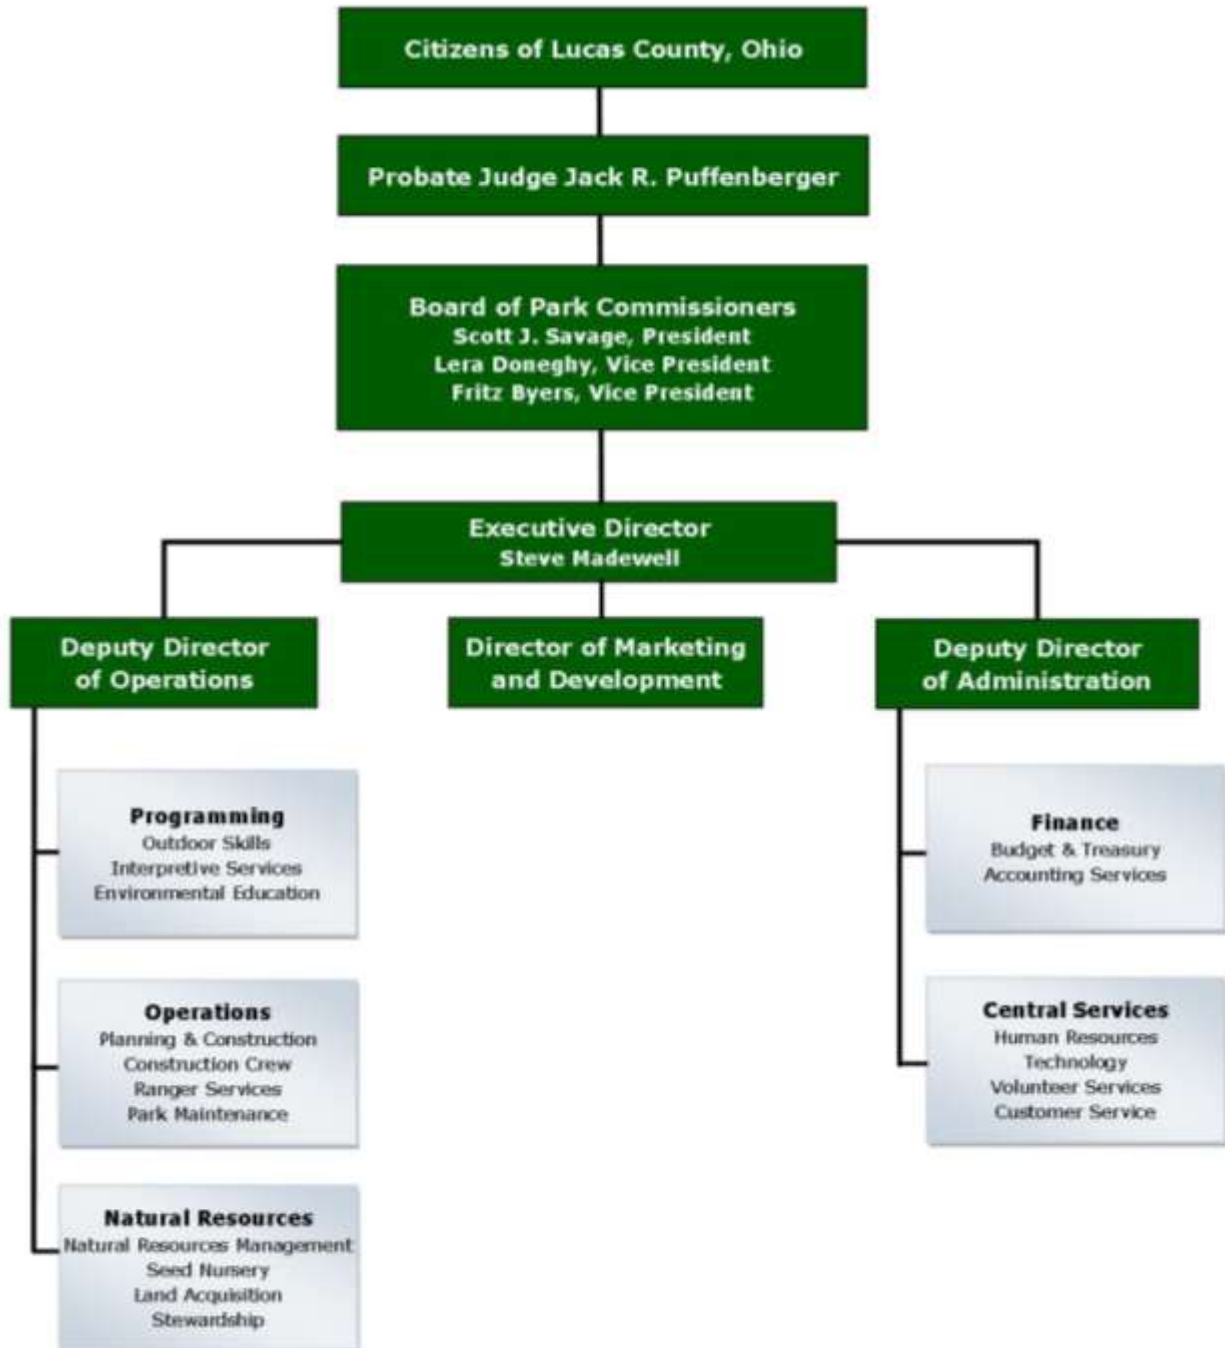 Citizens of Lucas County, Ohio
Probate Judge Jack R. Puffenberger
Board of Park Commissioners
Scott J. Savage, President
Lera Doneghy, Vice President
Fritz Byers, Vice President
Executive Director
Steve Madewell
Deputy Director
of Operations
Director of Marketing
and Development
Deputy Director
of Administration
Programming
Outdoor Skills
Interpretive Services
Environmental Education
Operations
Planning & Construction
Construction Crew
Ranger Services
Park Maintenance
Natural Resources
Natural Resources Management
Seed Nursery
Land Acquisition
Stewardship
Finance
Budget & Treasury
Accounting Services
Central Services
Human Resources
Technology
Volunteer Services
Customer Service